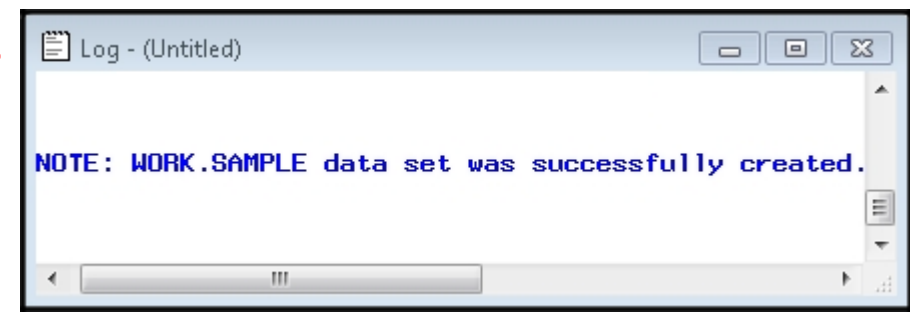 Log - (Untitled)
NOTE: WORK.SAMPLE data set was successfully created.